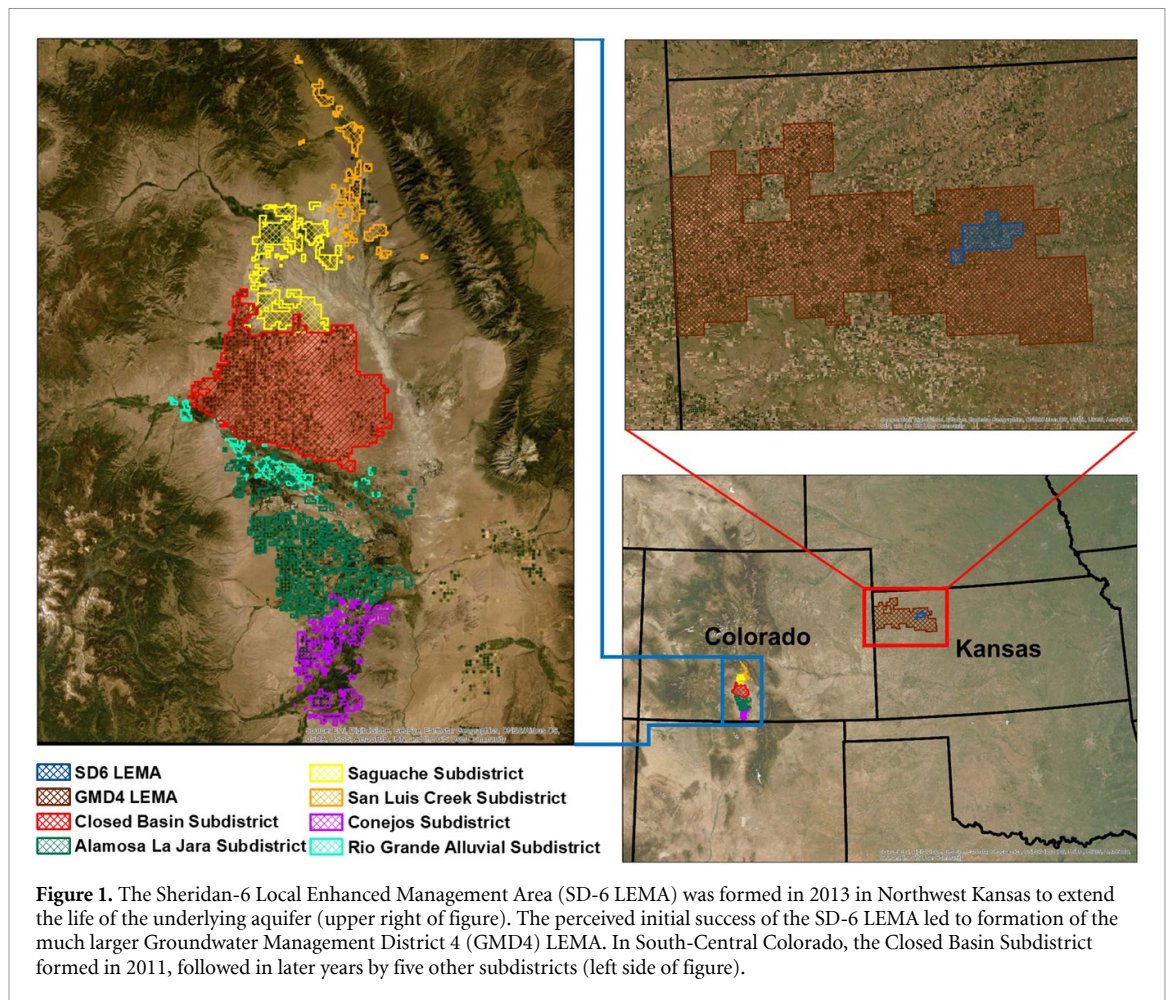 Colorado
Kansas
SD6 LEMA
GMD4 LEMA
Closed Basin Subdistrict
Alamosa La Jara Subdistrict
Saguache Subdistrict
San Luis Creek Subdistrict
Conejos Subdistrict
Rio Grande Alluvial Subdistrict
Figure 1. The Sheridan-6 Local Enhanced Management Area (SD-6 LEMA) was formed in 2013 in Northwest Kansas to extend
the life of the underlying aquifer (upper right of figure). The perceived initial success of the SD-6 LEMA led to formation of the
much larger Groundwater Management District 4 (GMD4) LEMA. In South-Central Colorado, the Closed Basin Subdistrict
formed in 2011, followed in later years by five other subdistricts (left side of figure).